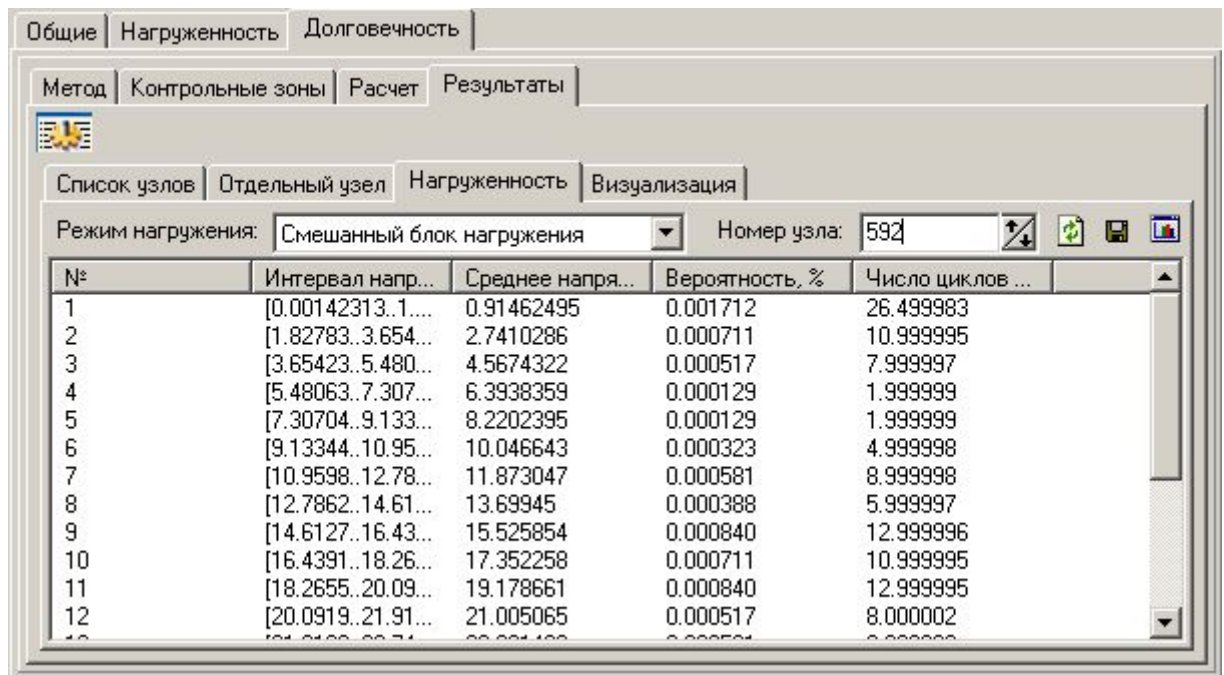 Общие Нагруженность Долговечность
Метод Контрольные зоны Расчет Результаты
Список узлов Отдельный узел Нагруженность Визуализация
Режим нагружения: Смешанный блок нагружения Номер узла: 592
№ Интервал напр... Среднее напря... Вероятность, % Число циклов ...
1 [0.00142313..1.... 0.91462495 0.001712 26.499983
2 [1.82783..3.654... 2.7410286 0.000711 10.999995
3 [3.65423..5.480... 4.5674322 0.000517 7.999997
4 [5.48063..7.307... 6.3938359 0.000129 1.999999
5 [7.30704..9.133... 8.2202395 0.000129 1.999999
6 [9.13344..10.95... 10.046643 0.000323 4.999998
7 [10.9598..12.78... 11.873047 0.000581 8.999998
8 [12.7862..14.61... 13.69945 0.000388 5.999997
9 [14.6127..16.43... 15.525854 0.000840 12.999996
10 [16.4391..18.26... 17.352258 0.000711 10.999995
11 [18.2655..20.09... 19.178661 0.000840 12.999995
12 [20.0919..21.91... 21.005065 0.000517 8.000002